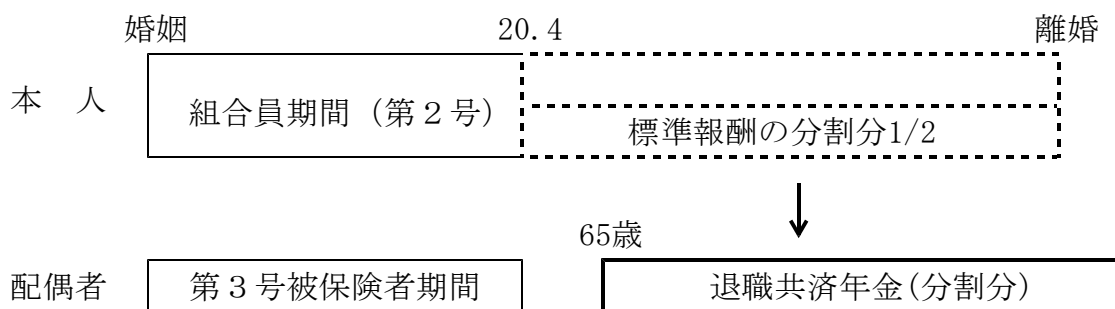 婚姻 20.4 離婚
本 人 組合員期間（第２号）
標準報酬の分割分1/2
65歳
配偶者 第３号被保険者期間 退職共済年金(分割分)